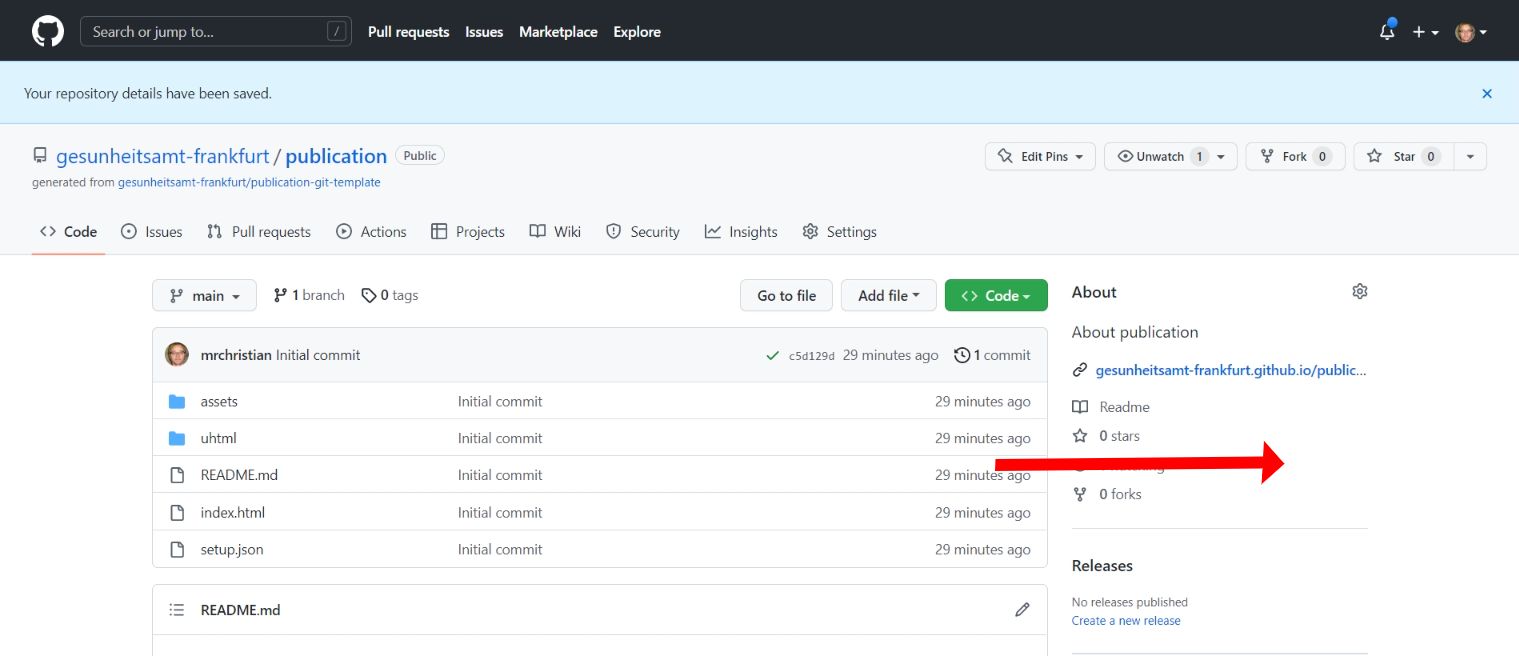 Search or jump to... /
Pull requests Issues Marketplace Explore
Your repository details have been saved.
gesunheitsamt-frankfurt / publication Public
Edit Pins Unwatch 1 Fork 0 Star 0
generated from gesunheitsamt-frankfurt/publication-git-template
Code Issues Pull requests Actions Projects Wiki Security Insights Settings
main 1 branch 0 tags Go to file Add file Code
mrchristian Initial commit c5d129d 29 minutes ago 1 commit
assets Initial commit 29 minutes ago
uhtml Initial commit 29 minutes ago
README.md Initial commit 29 minutes ago
index.html Initial commit 29 minutes ago
setup.json Initial commit 29 minutes ago
README.md
About
About publication
gesunheitsamt-frankfurt.github.io/public...
Readme
0 stars
0 forks
Releases
No releases published
Create a new release